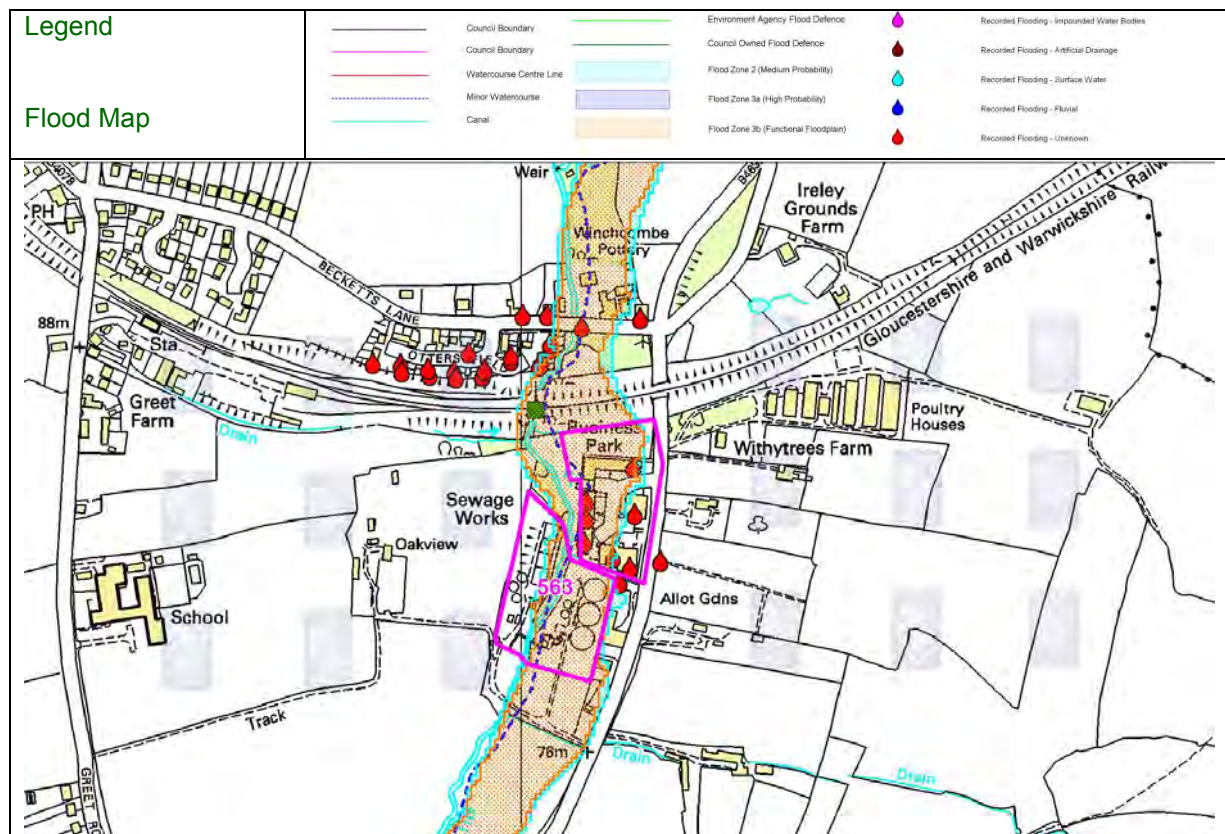 Legend
Flood Map
Council Boundary
Council Boundary
Watercourse Centre Line
Minor Watercourse
Canal
Environment Agency Flood Defence
Council Owned Flood Defence
Flood Zone 2 (Medium Probability)
Flood Zone 3a (High Probability)
Flood Zone 3b (Functional Floodplain)
Recorded Flooding - Impounded Water Bodies
Recorded Flooding - Artificial Drainage
Recorded Flooding - Surface Water
Recorded Flooding - Fluvial
Recorded Flooding - Unknown
Weir
PH
Ireley
Grounds
Farm
Winchcombe
Pottery
BECKETTS LANE
Gloucestershire and Warwickshire Railw
88m
Sta
Greet
Farm
Drain
Business
Park
Poultry
Houses
Withytrees Farm
Sewage
Works
Oakview
563
School
Allot Gdns
Track
76m
Drain
Drain